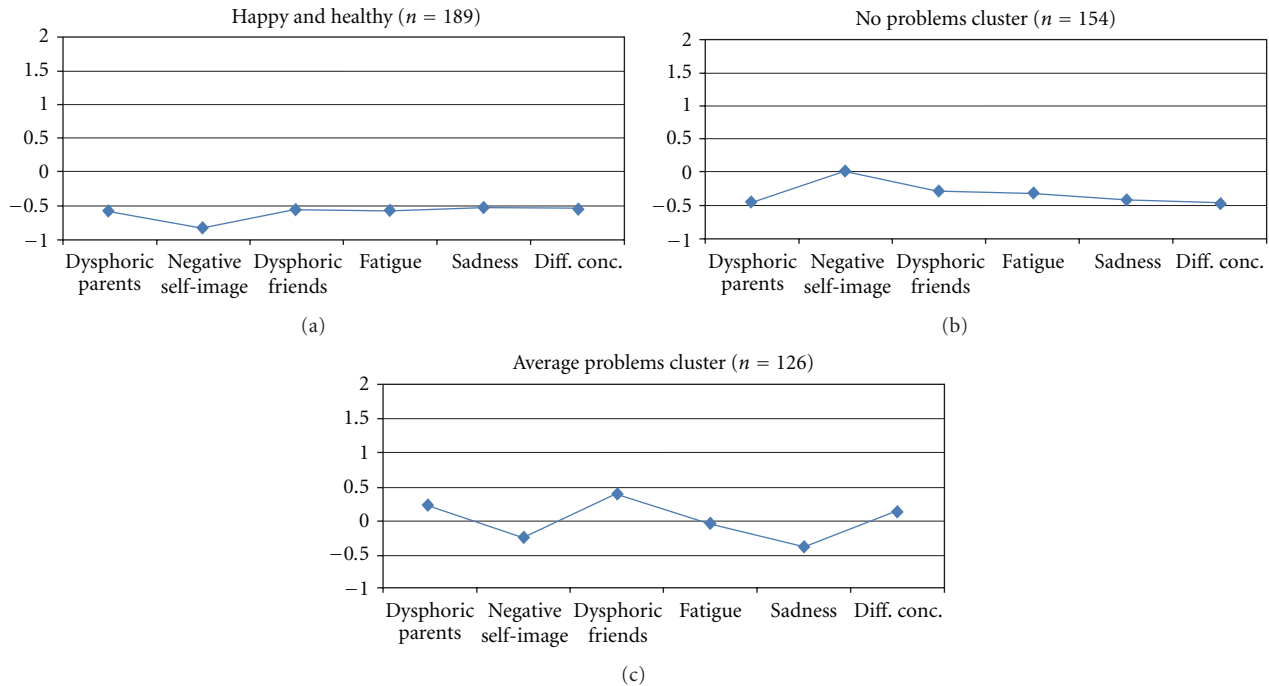 Happy and healthy (n = 189)
2
1.5
1
0.5
0
−0.5
−1
Dysphoric parents
Negative self-image
Dysphoric friends
Fatigue
Sadness
Diff. conc.
(a)
No problems cluster (n = 154)
2
1.5
1
0.5
0
−0.5
−1
Dysphoric parents
Negative self-image
Dysphoric friends
Fatigue
Sadness
Diff. conc.
(b)
Average problems cluster (n = 126)
2
1.5
1
0.5
0
−0.5
−1
Dysphoric parents
Negative self-image
Dysphoric friends
Fatigue
Sadness
Diff. conc.
(c)